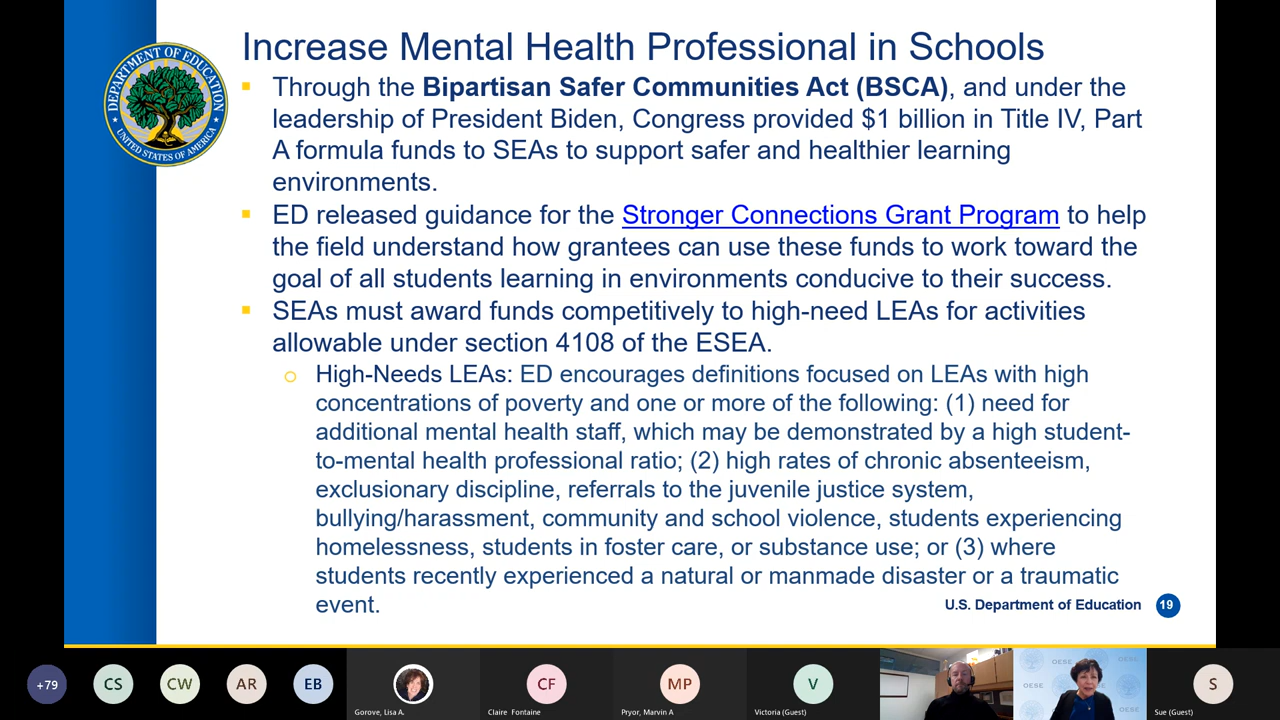 Increase Mental Health Professional in Schools
DEPARTMENT OF EDUCATION
UNITED STATES OF AMERICA
Through the Bipartisan Safer Communities Act (BSCA), and under the
leadership of President Biden, Congress provided $1 billion in Title IV, Part
A formula funds to SEAs to support safer and healthier learning
environments.
ED released guidance for the Stronger Connections Grant Program to help
the field understand how grantees can use these funds to work toward the
goal of all students learning in environments conducive to their success.
SEAs must award funds competitively to high-need LEAs for activities
allowable under section 4108 of the ESEA.
High-Needs LEAs: ED encourages definitions focused on LEAs with high
concentrations of poverty and one or more of the following: (1) need for
additional mental health staff, which may be demonstrated by a high student-
to-mental health professional ratio; (2) high rates of chronic absenteeism,
exclusionary discipline, referrals to the juvenile justice system,
bullying/harassment, community and school violence, students experiencing
homelessness, students in foster care, or substance use; or (3) where
students recently experienced a natural or manmade disaster or a traumatic
event.
U.S. Department of Education 19
+79 CS CW AR EB CF MP V S
OESE
OESE
OESE
Gorove, Lisa A. Claire Fontaine Pryor, Marvin A Victoria (Guest) Sue (Guest)